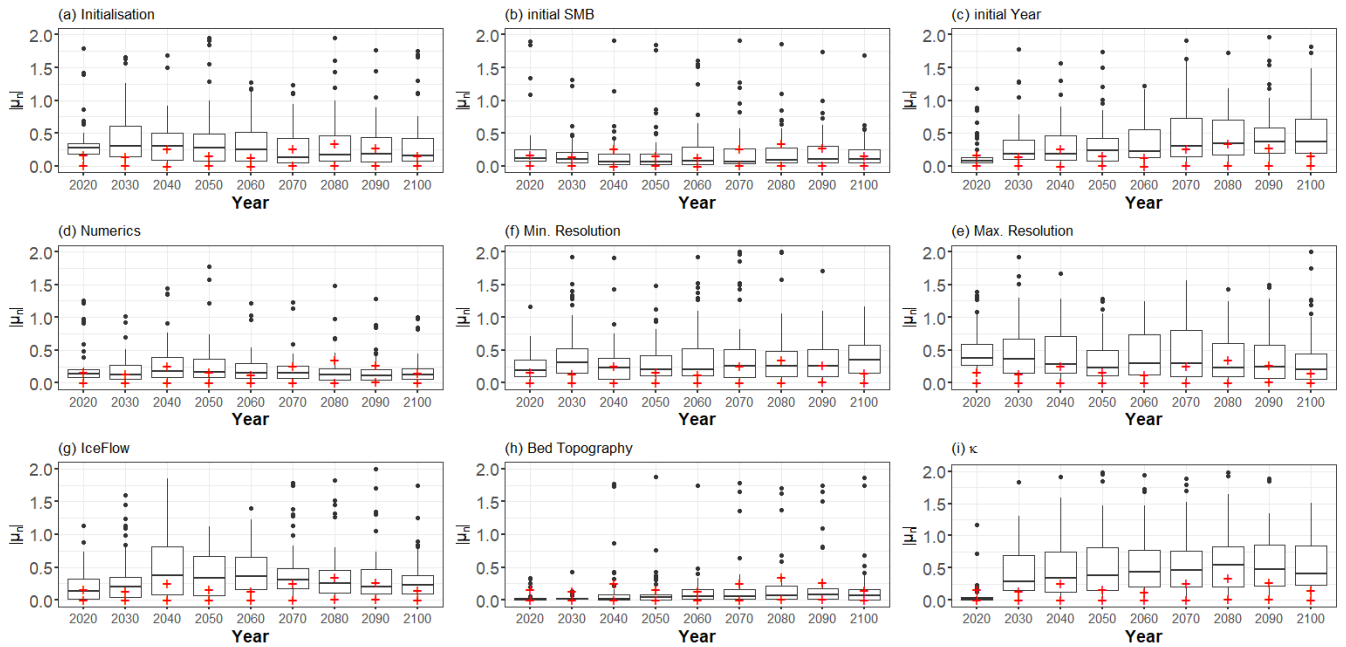 (a) Initialisation
2.0
1.5
1.0
0.5
0.0
|μn|
2020 2030 2040 2050 2060 2070 2080 2090 2100
Year
(b) initial SMB
2.0
1.5
1.0
0.5
0.0
|μn|
2020 2030 2040 2050 2060 2070 2080 2090 2100
Year
(c) initial Year
2.0
1.5
1.0
0.5
0.0
|μn|
2020 2030 2040 2050 2060 2070 2080 2090 2100
Year
(d) Numerics
2.0
1.5
1.0
0.5
0.0
|μn|
2020 2030 2040 2050 2060 2070 2080 2090 2100
Year
(f) Min. Resolution
2.0
1.5
1.0
0.5
0.0
|μn|
2020 2030 2040 2050 2060 2070 2080 2090 2100
Year
(e) Max. Resolution
2.0
1.5
1.0
0.5
0.0
|μn|
2020 2030 2040 2050 2060 2070 2080 2090 2100
Year
(g) IceFlow
2.0
1.5
1.0
0.5
0.0
|μn|
2020 2030 2040 2050 2060 2070 2080 2090 2100
Year
(h) Bed Topography
2.0
1.5
1.0
0.5
0.0
|μn|
2020 2030 2040 2050 2060 2070 2080 2090 2100
Year
(i) κ
2.0
1.5
1.0
0.5
0.0
|μn|
2020 2030 2040 2050 2060 2070 2080 2090 2100
Year